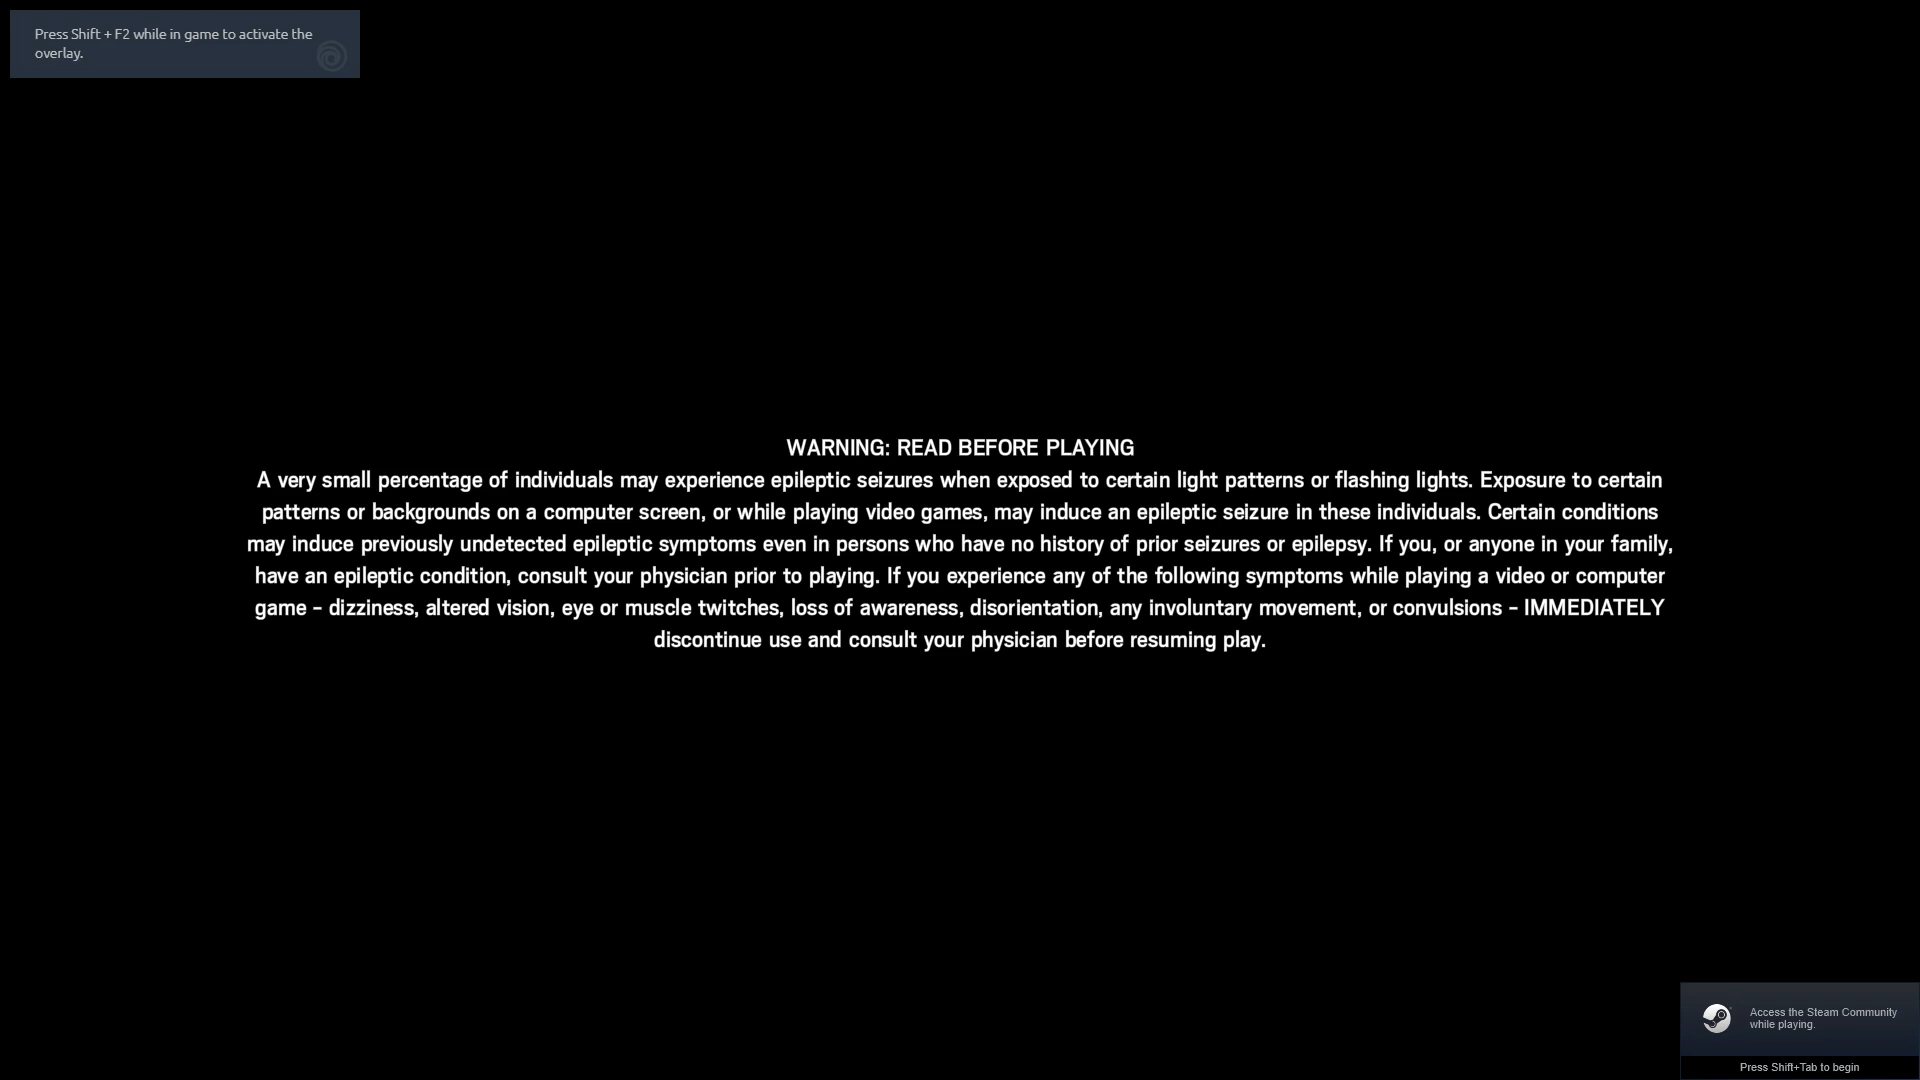 Press Shift + F2 while in game to activate the
overlay.
WARNING: READ BEFORE PLAYING
A very small percentage of individuals may experience epileptic seizures when exposed to certain light patterns or flashing lights. Exposure to certain
patterns or backgrounds on a computer screen, or while playing video games, may induce an epileptic seizure in these individuals. Certain conditions
may induce previously undetected epileptic symptoms even in persons who have no history of prior seizures or epilepsy. If you, or anyone in your family,
have an epileptic condition, consult your physician prior to playing. If you experience any of the following symptoms while playing a video or computer
game - dizziness, altered vision, eye or muscle twitches, loss of awareness, disorientation, any involuntary movement, or convulsions - IMMEDIATELY
discontinue use and consult your physician before resuming play.
Access the Steam Community
while playing.
Press Shift+Tab to begin